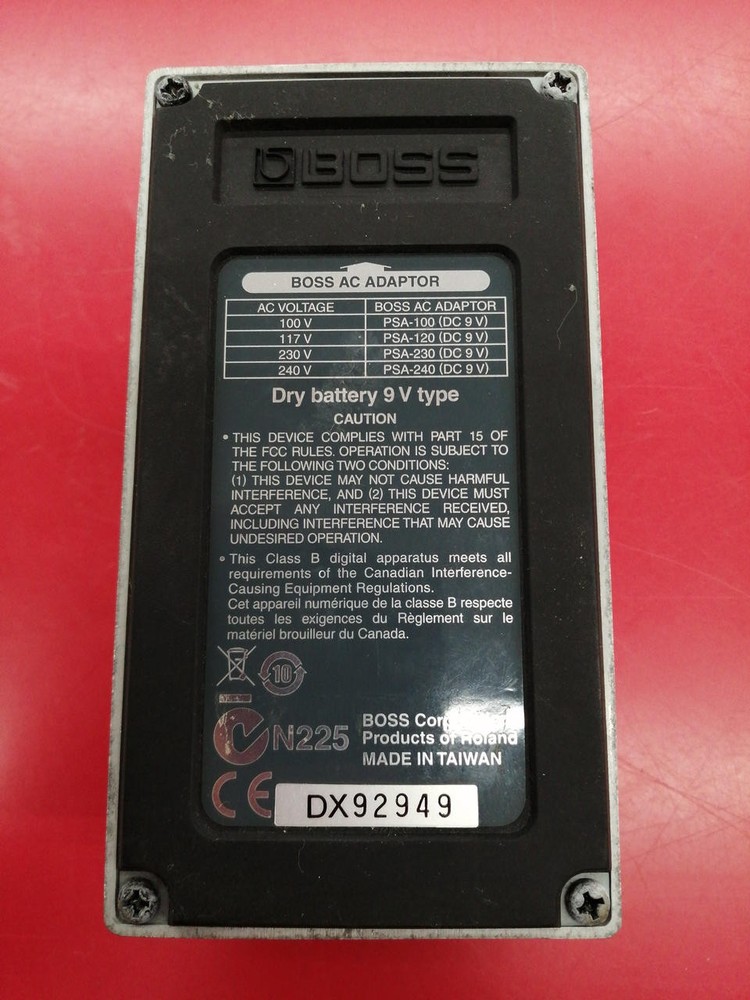 BOSS
BOSS AC ADAPTOR
AC VOLTAGE BOSS AC ADAPTOR
100 V PSA-100 (DC 9 V)
117 V PSA-120 (DC 9 V)
230 V PSA-230 (DC 9 V)
240 V PSA-240 (DC 9 V)
Dry battery 9 V type
CAUTION
• THIS DEVICE COMPLIES WITH PART 15 OF
THE FCC RULES. OPERATION IS SUBJECT TO
THE FOLLOWING TWO CONDITIONS:
(1) THIS DEVICE MAY NOT CAUSE HARMFUL
INTERFERENCE, AND (2) THIS DEVICE MUST
ACCEPT ANY INTERFERENCE RECEIVED,
INCLUDING INTERFERENCE THAT MAY CAUSE
UNDESIRED OPERATION.
• This Class B digital apparatus meets all
requirements of the Canadian Interference-
Causing Equipment Regulations.
Cet appareil numérique de la classe B respecte
toutes les exigences du Règlement sur le
matériel brouilleur du Canada.
10
N225
BOSS
Products of Roland
MADE IN TAIWAN
CE
DX92949